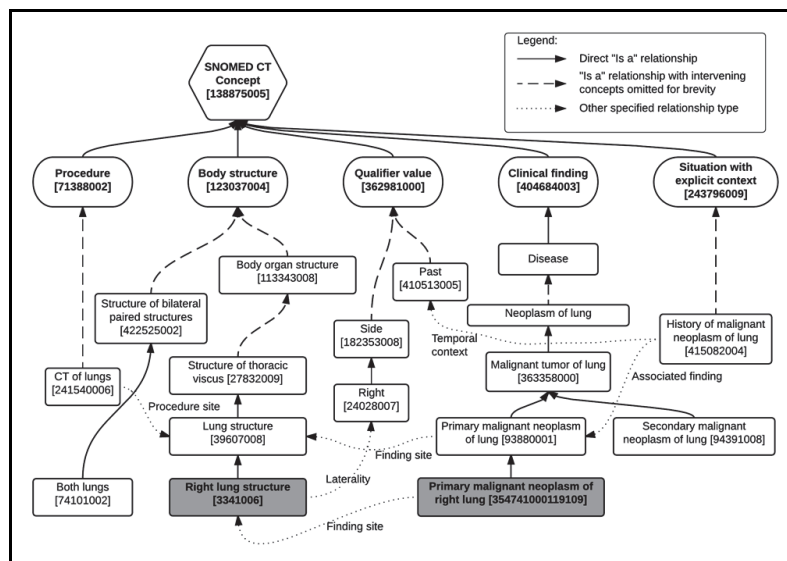 Legend:
Direct "Is a" relationship
"Is a" relationship with intervening
concepts omitted for brevity
Other specified relationship type
SNOMED CT
Concept
[138875005]
Procedure
[71388002]
Body structure
[123037004]
Qualifier value
[362981000]
Clinical finding
[404684003]
Situation with
explicit context
[243796009]
Body organ structure
[113343008]
Past
[410513005]
Disease
Structure of bilateral
paired structures
[422525002]
Side
[182353008]
Temporal
context
Neoplasm of lung
History of malignant
neoplasm of lung
[415082004]
CT of lungs
[241540006]
Structure of thoracic
viscus [27832009]
Right
[24028007]
Malignant tumor of lung
[363358000]
Associated finding
Procedure site
Lung structure
[39607008]
Finding site
Primary malignant neoplasm
of lung [93880001]
Secondary malignant
neoplasm of lung [94391008]
Both lungs
[74101002]
Right lung structure
[3341006]
Laterality
Primary malignant neoplasm of
right lung [354741000119109]
Finding site